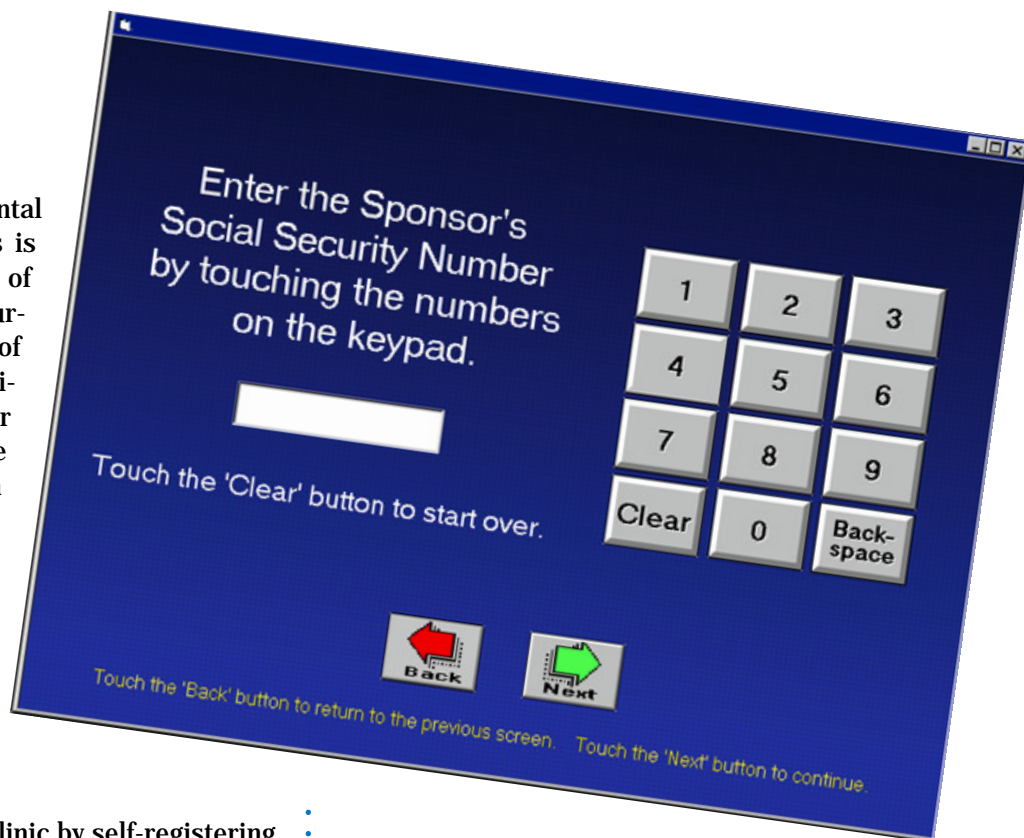 ntal
s is
of
ur-
of
i-
r
e
Enter the Sponsor's
Social Security Number
by touching the numbers
on the keypad.
Touch the 'Clear' button to start over.
1 2 3
4 5 6
7 8 9
Clear 0 Back-
space
Back Next
Touch the 'Back' button to return to the previous screen. Touch the 'Next' button to continue.
linic by self-registering